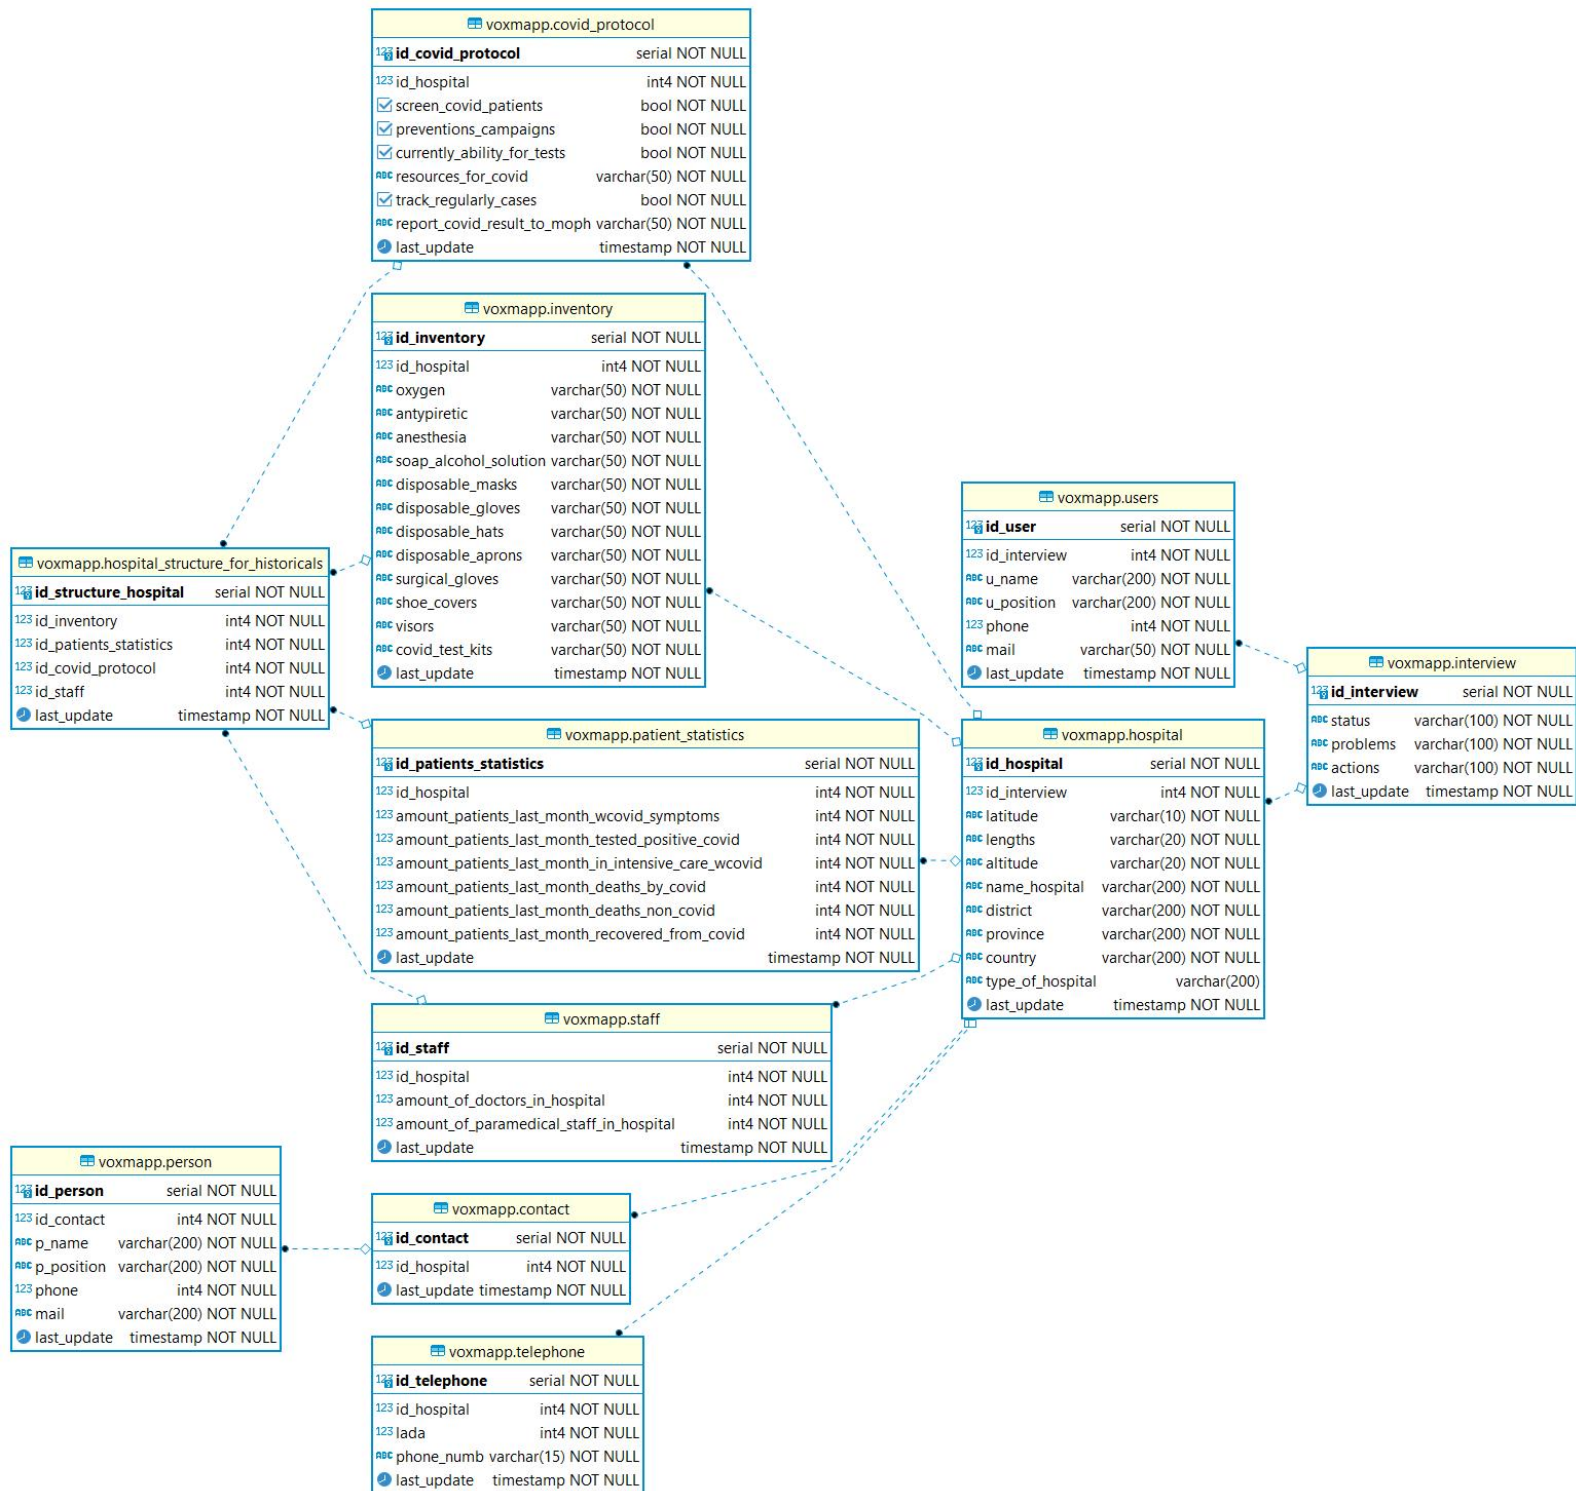 voxmapp.covid_protocol
id_covid_protocol serial NOT NULL
id_hospital int4 NOT NULL
screen_covid_patients bool NOT NULL
preventions_campaigns bool NOT NULL
currently_ability_for_tests bool NOT NULL
resources_for_covid varchar(50) NOT NULL
track_regularly_cases bool NOT NULL
report_covid_result_to_moph varchar(50) NOT NULL
last_update timestamp NOT NULL
voxmapp.inventory
id_inventory serial NOT NULL
id_hospital int4 NOT NULL
oxygen varchar(50) NOT NULL
antypiretic varchar(50) NOT NULL
anesthesia varchar(50) NOT NULL
soap_alcohol_solution varchar(50) NOT NULL
disposable_masks varchar(50) NOT NULL
disposable_gloves varchar(50) NOT NULL
disposable_hats varchar(50) NOT NULL
disposable_aprons varchar(50) NOT NULL
surgical_gloves varchar(50) NOT NULL
shoe_covers varchar(50) NOT NULL
visors varchar(50) NOT NULL
covid_test_kits varchar(50) NOT NULL
last_update timestamp NOT NULL
voxmapp.users
id_user serial NOT NULL
id_interview int4 NOT NULL
u_name varchar(200) NOT NULL
u_position varchar(200) NOT NULL
phone int4 NOT NULL
mail varchar(50) NOT NULL
last_update timestamp NOT NULL
voxmapp.hospital_structure_for_historicals
id_structure_hospital serial NOT NULL
id_inventory int4 NOT NULL
id_patients_statistics int4 NOT NULL
id_covid_protocol int4 NOT NULL
id_staff int4 NOT NULL
last_update timestamp NOT NULL
voxmapp.interview
id_interview serial NOT NULL
status varchar(100) NOT NULL
problems varchar(100) NOT NULL
actions varchar(100) NOT NULL
last_update timestamp NOT NULL
voxmapp.patient_statistics
id_patients_statistics serial NOT NULL
id_hospital int4 NOT NULL
amount_patients_last_month_wcovid_symptoms int4 NOT NULL
amount_patients_last_month_tested_positive_covid int4 NOT NULL
amount_patients_last_month_in_intensive_care_wcovid int4 NOT NULL
amount_patients_last_month_deaths_by_covid int4 NOT NULL
amount_patients_last_month_deaths_non_covid int4 NOT NULL
amount_patients_last_month_recovered_from_covid int4 NOT NULL
last_update timestamp NOT NULL
voxmapp.hospital
id_hospital serial NOT NULL
id_interview int4 NOT NULL
latitude varchar(10) NOT NULL
lengths varchar(20) NOT NULL
altitude varchar(20) NOT NULL
name_hospital varchar(200) NOT NULL
district varchar(200) NOT NULL
province varchar(200) NOT NULL
country varchar(200) NOT NULL
type_of_hospital varchar(200)
last_update timestamp NOT NULL
voxmapp.staff
id_staff serial NOT NULL
id_hospital int4 NOT NULL
amount_of_doctors_in_hospital int4 NOT NULL
amount_of_paramedical_staff_in_hospital int4 NOT NULL
last_update timestamp NOT NULL
voxmapp.person
id_person serial NOT NULL
id_contact int4 NOT NULL
p_name varchar(200) NOT NULL
p_position varchar(200) NOT NULL
phone int4 NOT NULL
mail varchar(200) NOT NULL
last_update timestamp NOT NULL
voxmapp.contact
id_contact serial NOT NULL
id_hospital int4 NOT NULL
last_update timestamp NOT NULL
voxmapp.telephone
id_telephone serial NOT NULL
id_hospital int4 NOT NULL
lada int4 NOT NULL
phone_numb varchar(15) NOT NULL
last_update timestamp NOT NULL